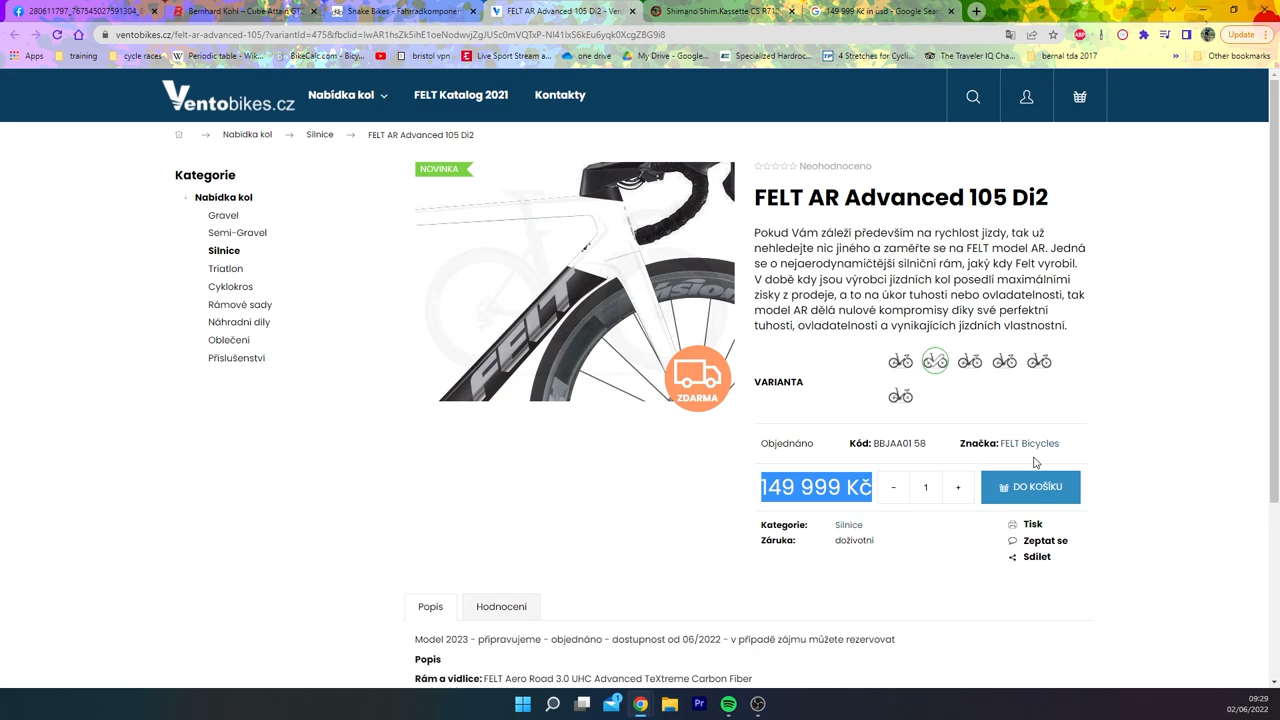 280611797_767545027591301_8
Bernhard Kohl – Cube Attain GT
Snake Bikes - Fahrradkomponen
FELT AR Advanced 105 Di2 - Ven
Shimano Shim.Kassette CS R71
149 999 Kč in usd - Google Sear
ventobikes.cz/felt-ar-advanced-105/?variantId=475&fbclid=IwAR1hsZk5ihE1oeNodwvjZgJU5c0mVQTxP-Nl41IxS6kEu6yqk0XcgZ8G9I8
Update
Apps
training
cycle races
Periodic table - Wik...
BikeCalc.com - Bicy...
bristol vpn
Live Sport Stream a...
one drive
My Drive - Google...
Specialized Hardroc...
4 Stretches for Cycli...
The Traveler IQ Cha...
bernal tda 2017
»
Other bookmarks
Ventobikes.cz
Nabídka kol
FELT Katalog 2021
Kontakty
Nabídka kol
Silnice
FELT AR Advanced 105 Di2
Kategorie
Nabídka kol
Gravel
Semi-Gravel
Silnice
Triatlon
Cyklokros
Rámové sady
Náhradní díly
Oblečení
Příslušenství
NOVINKA
FELT
vision
ZDARMA
Neohodnoceno
FELT AR Advanced 105 Di2
Pokud Vám záleží především na rychlost jízdy, tak už
nehledejte nic jiného a zaměřte se na FELT model AR. Jedná
se o nejaerodynamičtější silniční rám, jaký kdy Felt vyrobil.
V době kdy jsou výrobci jízdních kol posedlí maximálními
zisky z prodeje, a to na úkor tuhosti nebo ovladatelnosti, tak
model AR dělá nulové kompromisy díky své perfektní
tuhosti, ovladatelnosti a vynikajících jízdních vlastností.
VARIANTA
Objednáno
Kód: BBJAA01 58
Značka: FELT Bicycles
149 999 Kč
−
1
+
DO KOŠÍKU
Kategorie: Silnice
Záruka: doživotní
Tisk
Zeptat se
Sdílet
Popis
Hodnocení
Model 2023 - připravujeme - objednáno - dostupnost od 06/2022 - v případě zájmu můžete rezervovat
Popis
Rám a vidlice: FELT Aero Road 3.0 UHC Advanced TeXtreme Carbon Fiber
1
Pr
09:29
02/06/2022